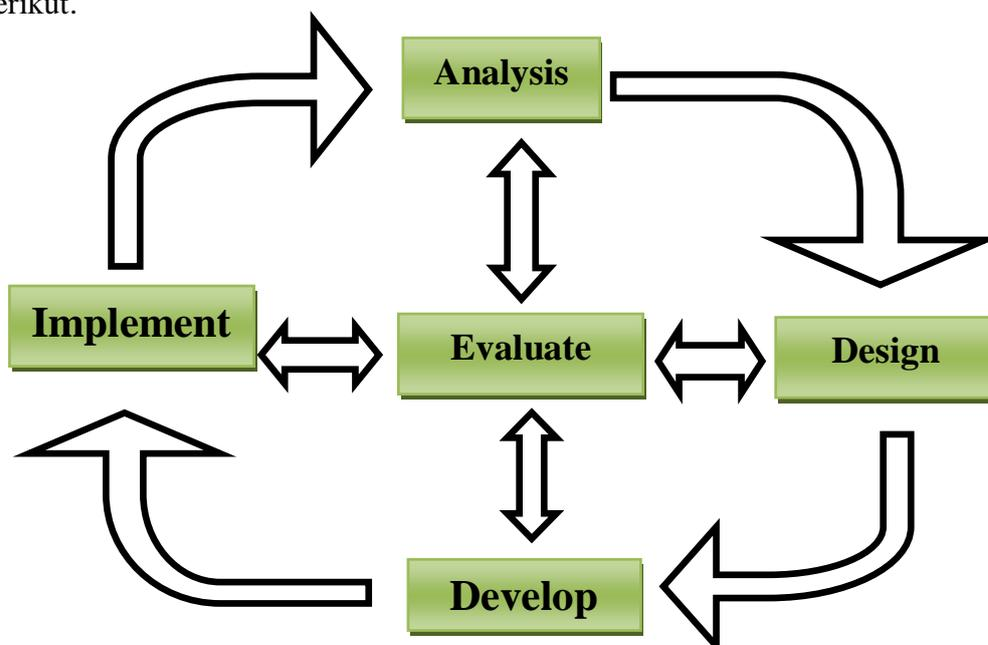 erikut.
Analysis
Implement
Evaluate
Design
Develop